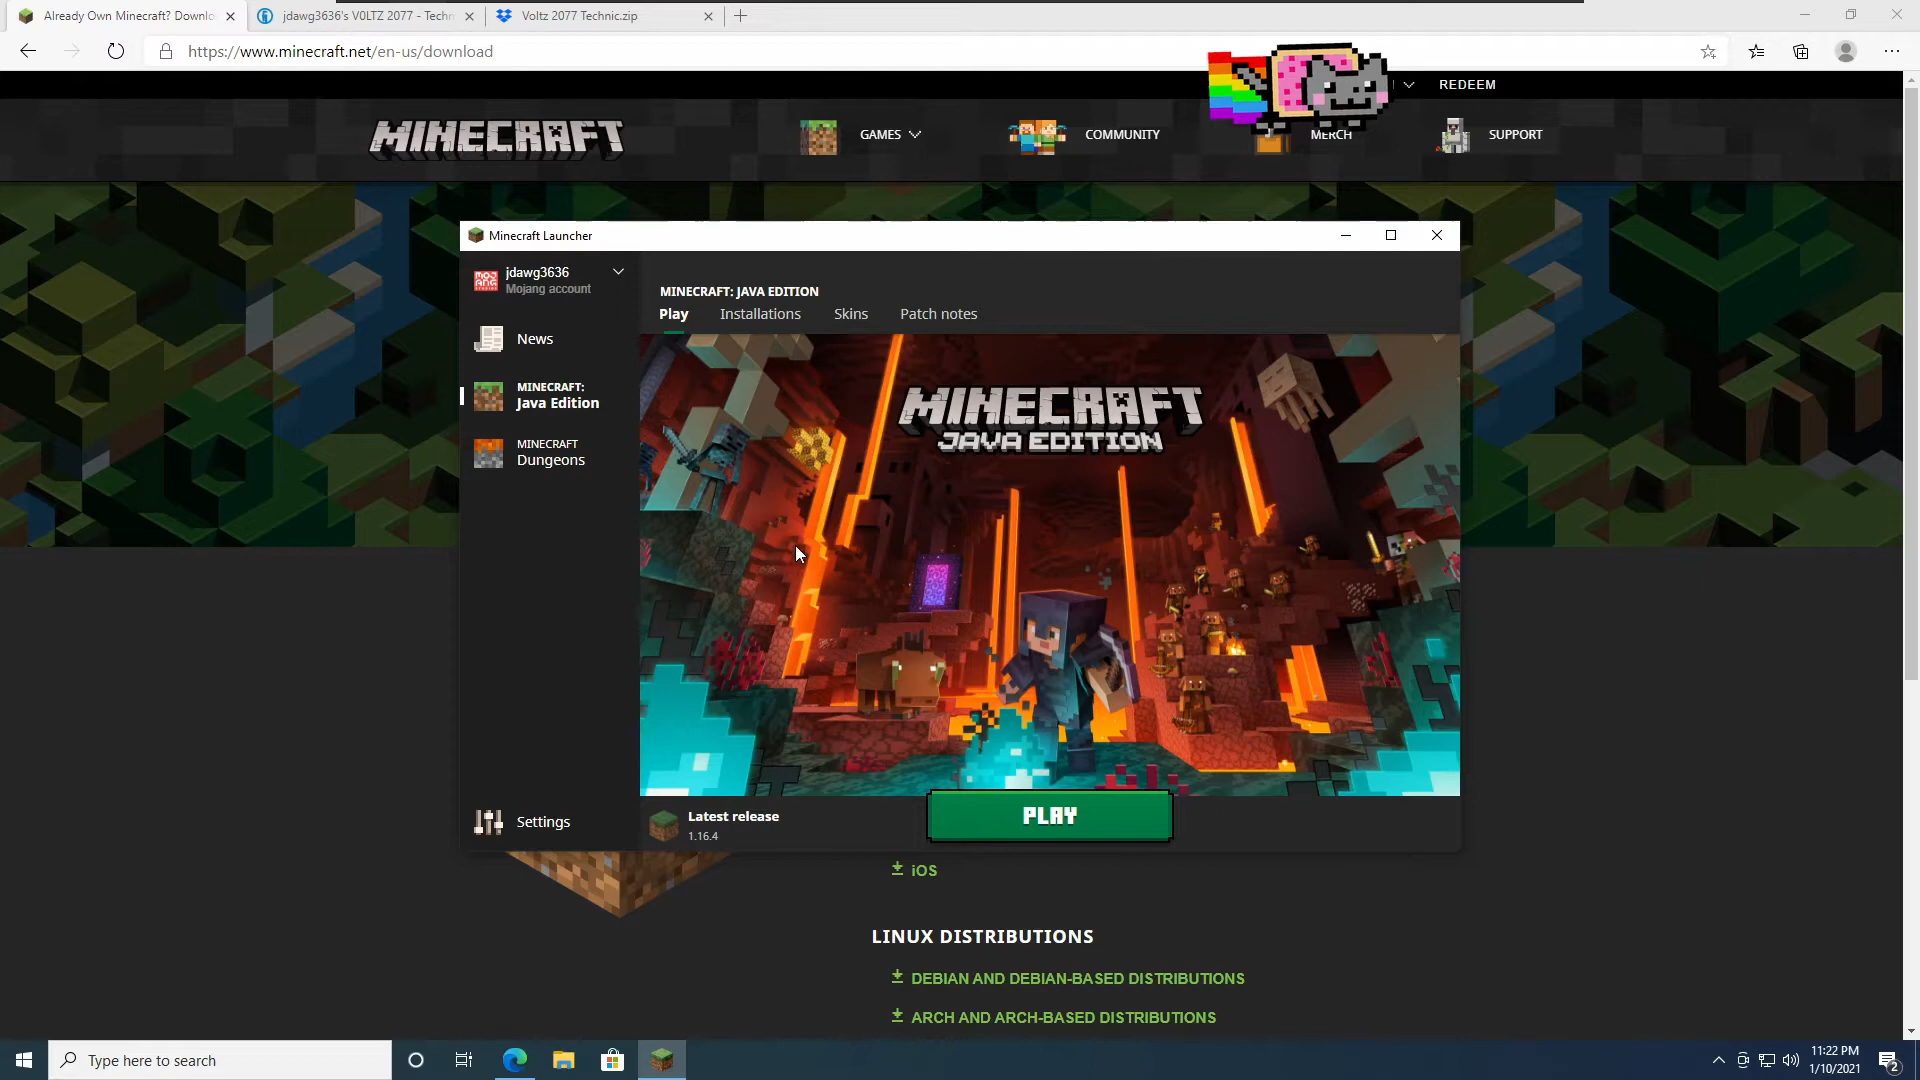 Already Own Minecraft? Downlo
jdawg3636's V0LTZ 2077 - Techn
Voltz 2077 Technic.zip
https://www.minecraft.net/en-us/download
REDEEM
MINECRAFT
GAMES
COMMUNITY
MERCH
SUPPORT
Minecraft Launcher
jdawg3636
Mojang account
MOJANG
STUDIOS
News
MINECRAFT:
Java Edition
MINECRAFT
Dungeons
Settings
MINECRAFT: JAVA EDITION
Play
Installations
Skins
Patch notes
MINECRAFT
JAVA EDITION
Latest release
1.16.4
PLAY
iOS
LINUX DISTRIBUTIONS
DEBIAN AND DEBIAN-BASED DISTRIBUTIONS
ARCH AND ARCH-BASED DISTRIBUTIONS
Type here to search
11:22 PM
1/10/2021
2